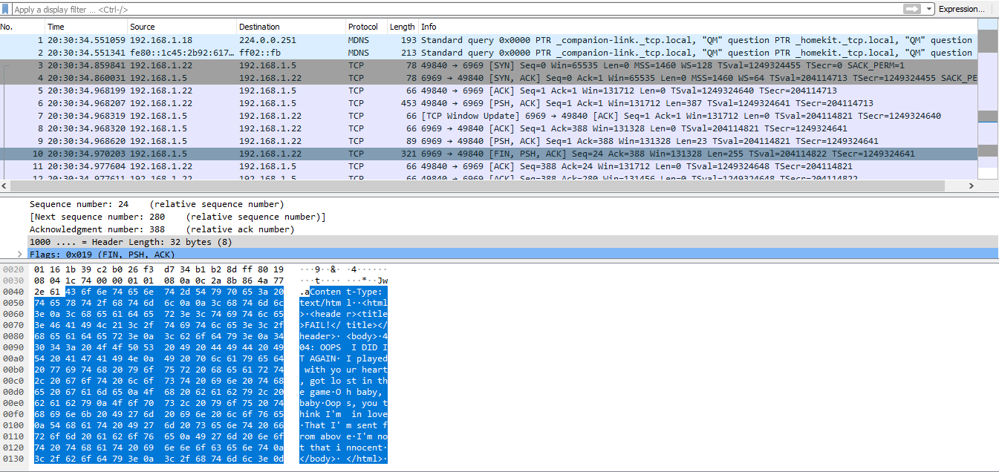 Apply a display filter ... <Ctrl-/> Expression...
No. Time Source Destination Protocol Length Info
1 20:30:34.551059 192.168.1.18 224.0.0.251 MDNS 193 Standard query 0x0000 PTR _companion-link._tcp.local, "QM" question PTR _homekit._tcp.local, "QM" question
2 20:30:34.551341 fe80::1c45:2b92:617… ff02::fb MDNS 213 Standard query 0x0000 PTR _companion-link._tcp.local, "QM" question PTR _homekit._tcp.local, "QM" question
3 20:30:34.859841 192.168.1.22 192.168.1.5 TCP 78 49840 → 6969 [SYN] Seq=0 Win=65535 Len=0 MSS=1460 WS=128 TSval=1249324455 TSecr=0 SACK_PERM=1
4 20:30:34.860031 192.168.1.5 192.168.1.22 TCP 78 6969 → 49840 [SYN, ACK] Seq=0 Ack=1 Win=65535 Len=0 MSS=1460 WS=64 TSval=204114713 TSecr=1249324455 SACK_PE
5 20:30:34.968199 192.168.1.22 192.168.1.5 TCP 66 49840 → 6969 [ACK] Seq=1 Ack=1 Win=131712 Len=0 TSval=1249324640 TSecr=204114713
6 20:30:34.968207 192.168.1.22 192.168.1.5 TCP 453 49840 → 6969 [PSH, ACK] Seq=1 Ack=1 Win=131712 Len=387 TSval=1249324641 TSecr=204114713
7 20:30:34.968319 192.168.1.5 192.168.1.22 TCP 66 [TCP Window Update] 6969 → 49840 [ACK] Seq=1 Ack=1 Win=131712 Len=0 TSval=204114821 TSecr=1249324640
8 20:30:34.968320 192.168.1.5 192.168.1.22 TCP 66 6969 → 49840 [ACK] Seq=1 Ack=388 Win=131328 Len=0 TSval=204114821 TSecr=1249324641
9 20:30:34.968620 192.168.1.5 192.168.1.22 TCP 89 6969 → 49840 [PSH, ACK] Seq=1 Ack=388 Win=131328 Len=23 TSval=204114821 TSecr=1249324641
10 20:30:34.970203 192.168.1.5 192.168.1.22 TCP 321 6969 → 49840 [FIN, PSH, ACK] Seq=24 Ack=388 Win=131328 Len=255 TSval=204114822 TSecr=1249324641
11 20:30:34.977604 192.168.1.22 192.168.1.5 TCP 66 49840 → 6969 [ACK] Seq=388 Ack=24 Win=131712 Len=0 TSval=1249324648 TSecr=204114821
12 20:30:34.977611 192.168.1.22 192.168.1.5 TCP 66 49840 → 6969 [ACK] Seq=388 Ack=280 Win=131456 Len=0 TSval=1249324648 TSecr=204114822
Sequence number: 24 (relative sequence number)
[Next sequence number: 280 (relative sequence number)]
Acknowledgment number: 388 (relative ack number)
1000 .... = Header Length: 32 bytes (8)
Flags: 0x019 (FIN, PSH, ACK)
0020 01 16 1b 39 c2 b0 26 f3 d7 34 b1 b2 8d ff 80 19 ···9··&· ·4······
0030 08 04 1c 74 00 00 01 01 08 0a 0c 2a 8b 86 4a 77 ···t···· ···*··Jw
0040 2e 61 43 6f 6e 74 65 6e 74 2d 54 79 70 65 3a 20 .aConten t-Type:
0050 74 65 78 74 2f 68 74 6d 6c 0a 0a 3c 68 74 6d 6c text/htm l··<html
0060 3e 0a 3c 68 65 61 64 65 72 3e 3c 74 69 74 6c 65 >·<heade r><title
0070 3e 46 41 49 4c 21 3c 2f 74 69 74 6c 65 3e 3c 2f >FAIL!</ title></
0080 68 65 61 64 65 72 3e 0a 3c 62 6f 64 79 3e 0a 34 header>· <body>·4
0090 30 34 3a 20 4f 4f 50 53 20 49 20 44 49 44 20 49 04: OOPS I DID I
00a0 54 20 41 47 41 49 4e 0a 49 20 70 6c 61 79 65 64 T AGAIN· I played
00b0 20 77 69 74 68 20 79 6f 75 72 20 68 65 61 72 74 with yo ur heart
00c0 2c 20 67 6f 74 20 6c 6f 73 74 20 69 6e 20 74 68 , got lo st in th
00d0 65 20 67 61 6d 65 0a 4f 68 20 62 61 62 79 2c 20 e game·O h baby,
00e0 62 61 62 79 0a 4f 6f 70 73 2c 20 79 6f 75 20 74 baby·Oop s, you t
00f0 68 69 6e 6b 20 49 27 6d 20 69 6e 20 6c 6f 76 65 hink I'm in love
0100 0a 54 68 61 74 20 49 27 6d 20 73 65 6e 74 20 66 ·That I' m sent f
0110 72 6f 6d 20 61 62 6f 76 65 0a 49 27 6d 20 6e 6f rom abov e·I'm no
0120 74 20 74 68 61 74 20 69 6e 6e 6f 63 65 6e 74 0a t that i nnocent·
0130 3c 2f 62 6f 64 79 3e 0a 3c 2f 68 74 6d 6c 3e 0d </body>· </html>·